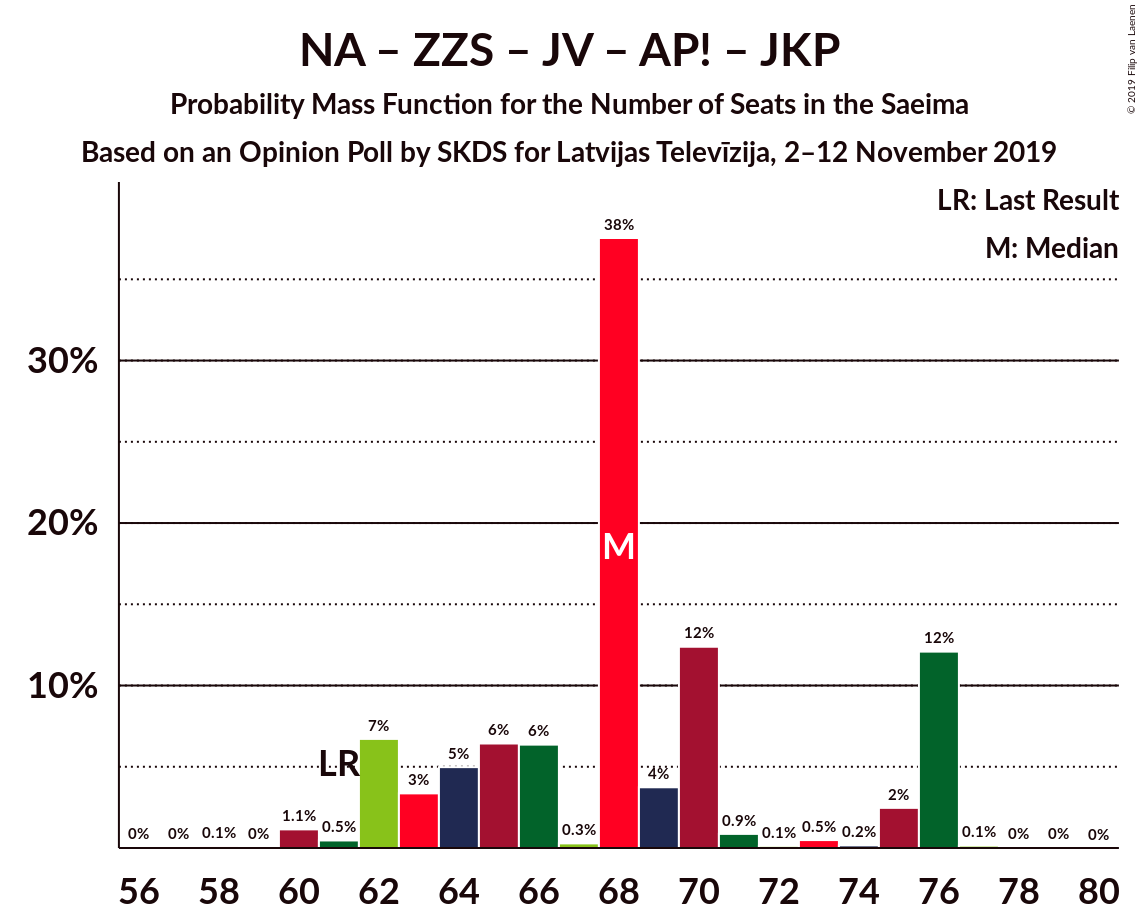 NA – ZZS – JV – AP! – JKP
Probability Mass Function for the Number of Seats in the Saeima
Based on an Opinion Poll by SKDS for Latvijas Televīzija, 2–12 November 2019
© 2019 Filip van Laenen
LR: Last Result
M: Median
30%
20%
10%
0% 0% 0.1% 0% 1.1% 0.5% 7% 3% 5% 6% 6% 0.3% 38% 4% 12% 0.9% 0.1% 0.5% 0.2% 2% 12% 0.1% 0% 0% 0%
LR
M
56 58 60 62 64 66 68 70 72 74 76 78 80